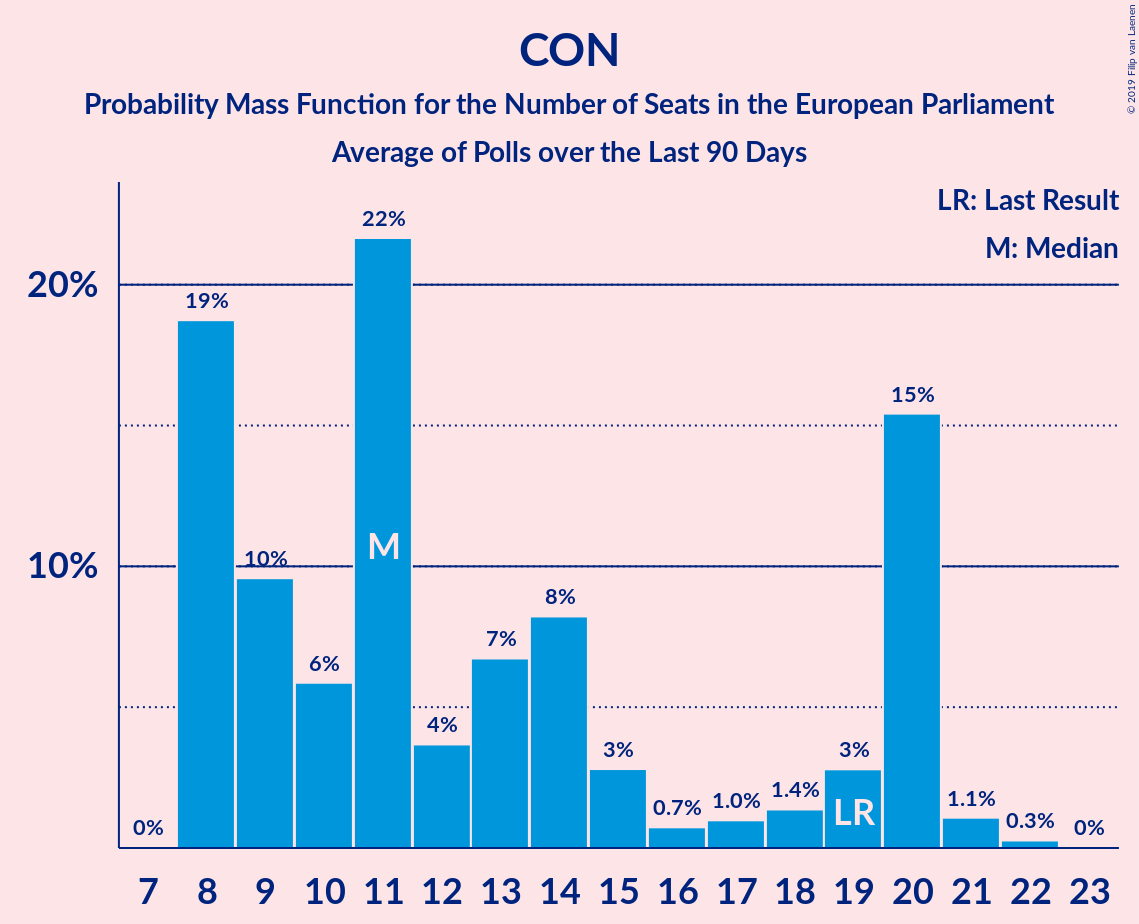 CON
Probability Mass Function for the Number of Seats in the European Parliament
Average of Polls over the Last 90 Days
© 2019 Filip van Laenen
LR: Last Result
M: Median
20%
10%
0%
19%
10%
6%
22%
4%
7%
8%
3%
0.7%
1.0%
1.4%
3%
15%
1.1%
0.3%
0%
M
LR
7 8 9 10 11 12 13 14 15 16 17 18 19 20 21 22 23